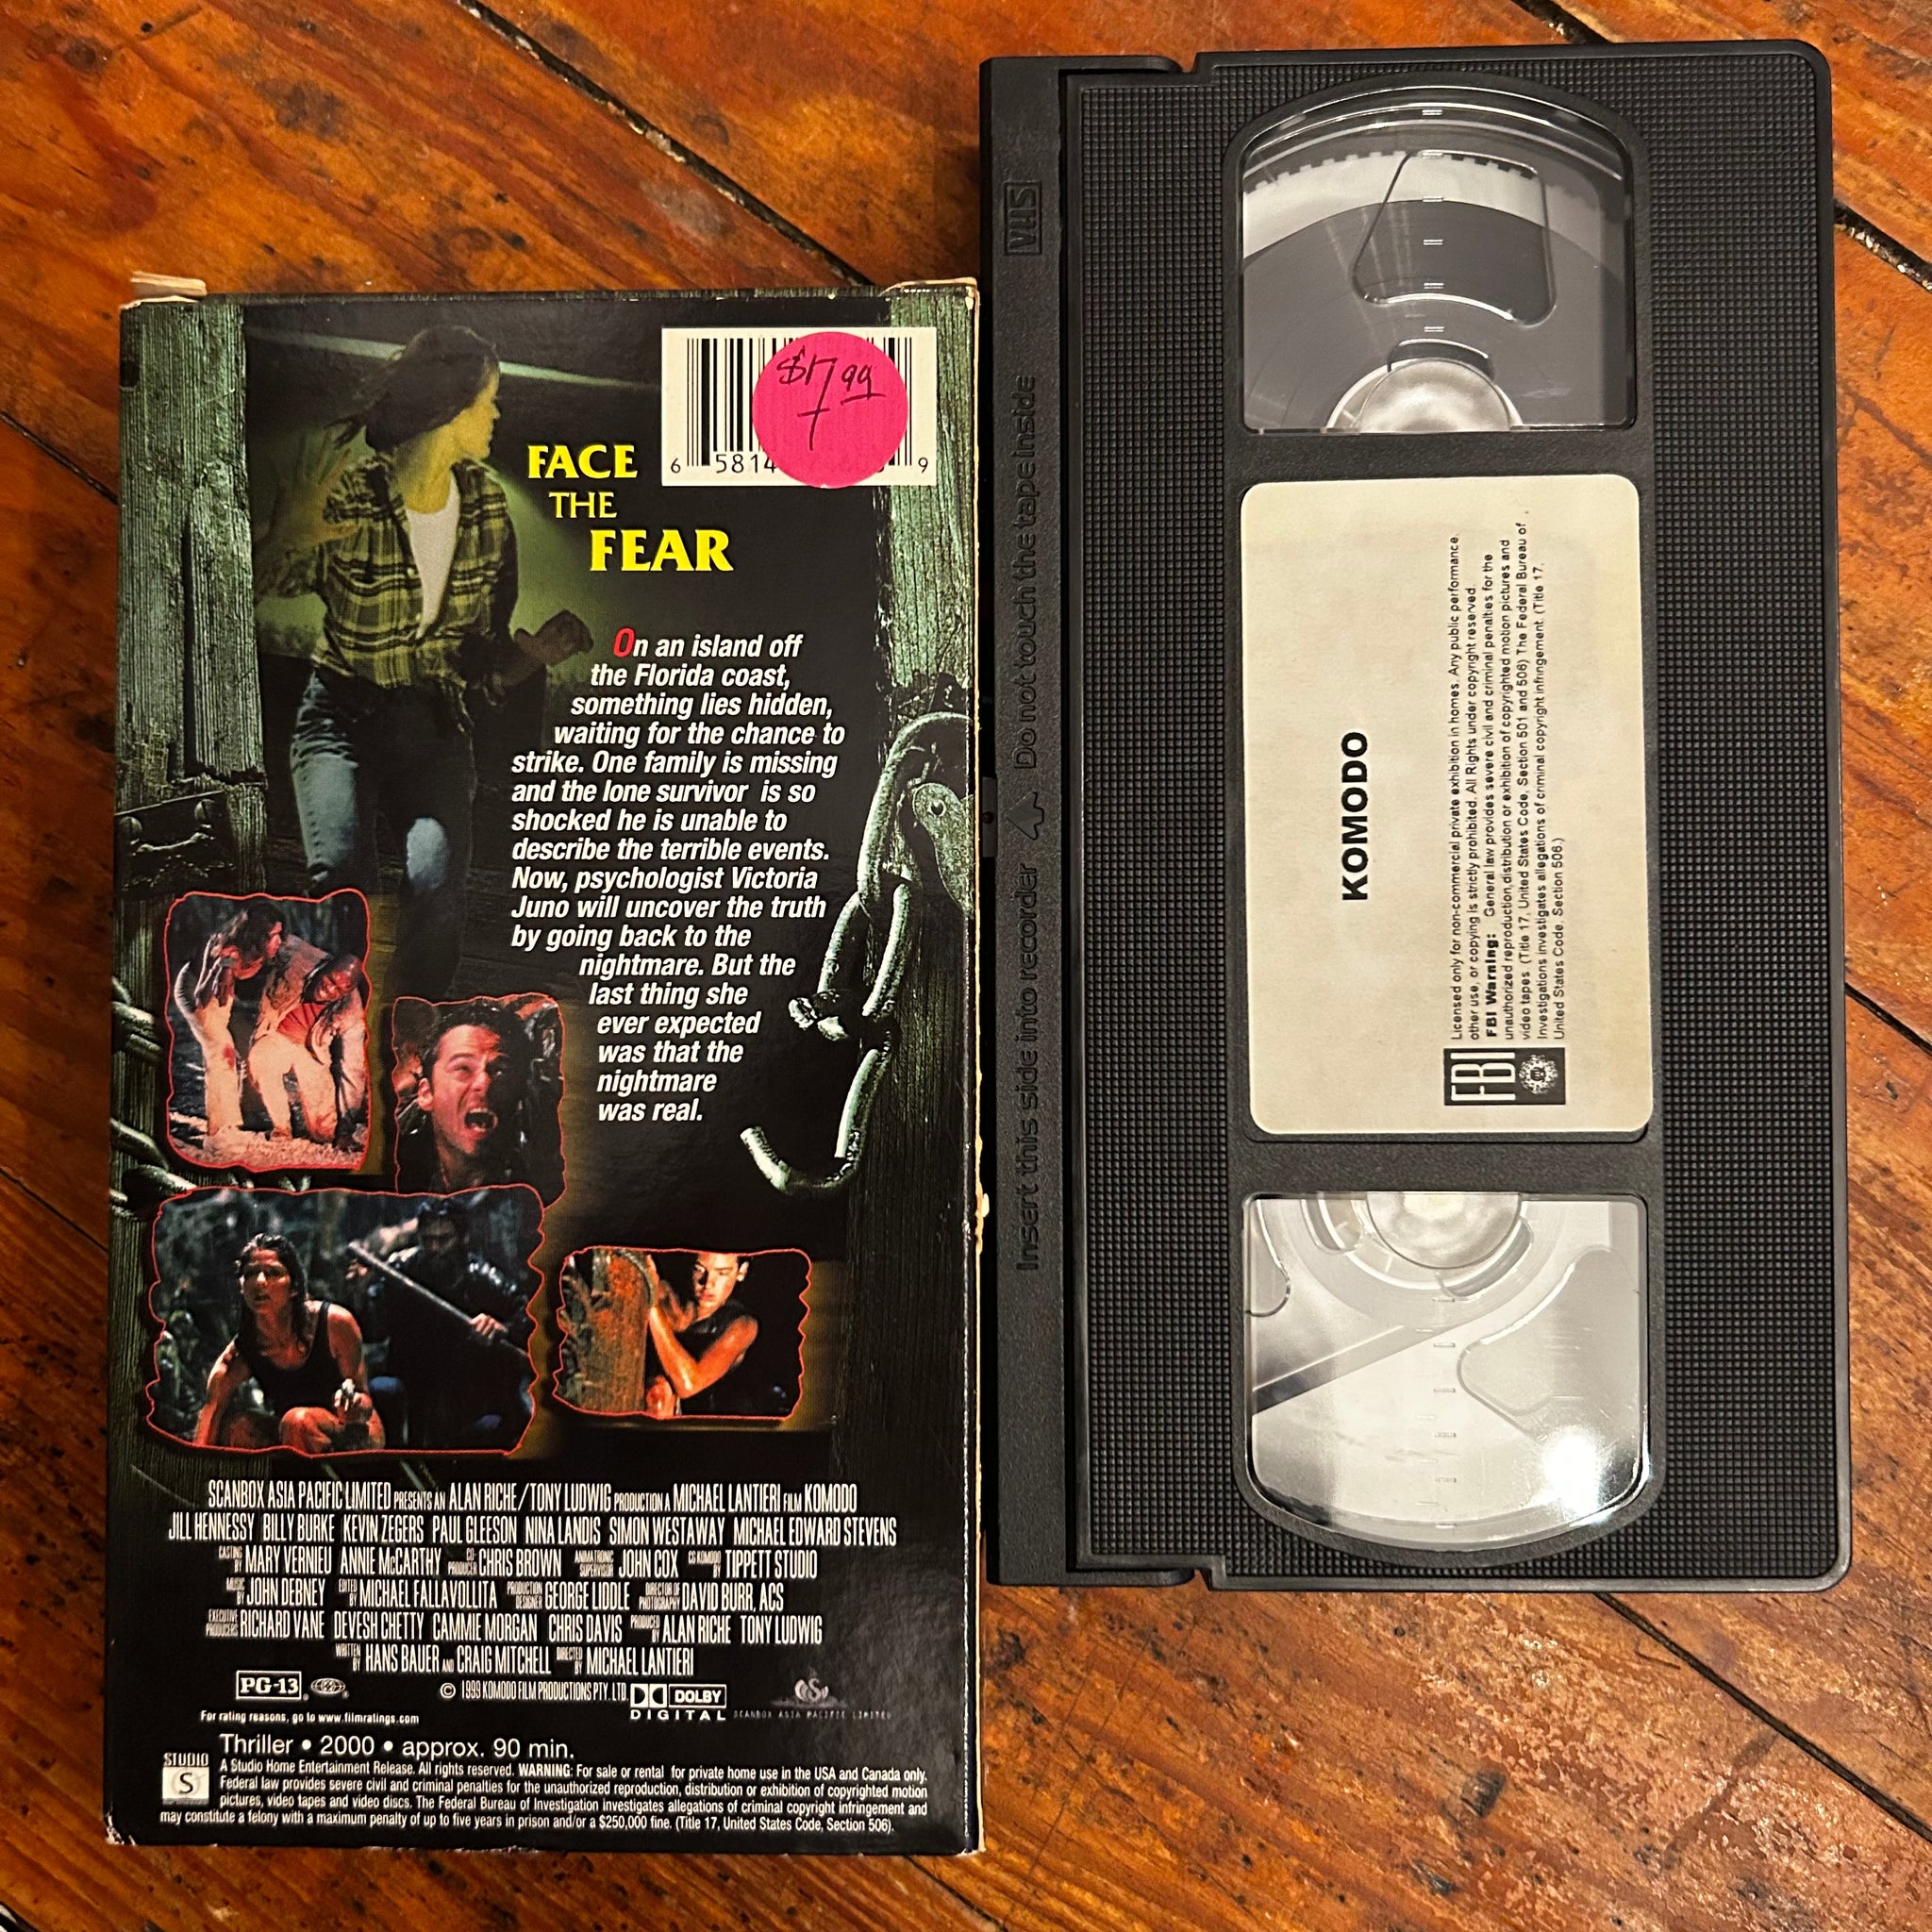 $17.99
6 5814 9
FACE
THE
FEAR
On an island off
the Florida coast,
something lies hidden,
waiting for the chance to
strike. One family is missing
and the lone survivor is so
shocked he is unable to
describe the terrible events.
Now, psychologist Victoria
Juno will uncover the truth
by going back to the
nightmare. But the
last thing she
ever expected
was that the
nightmare
was real.
SCANBOX ASIA PACIFIC LIMITED PRESENTS AN ALAN RICHE/TONY LUDWIG PRODUCTION A MICHAEL LANTIERI FILM KOMODO
JILL HENNESSY BILLY BURKE KEVIN ZEGERS PAUL GLEESON NINA LANDIS SIMON WESTAWAY MICHAEL EDWARD STEVENS
CASTING BY MARY VERNIEU ANNIE McCARTHY CO-PRODUCER CHRIS BROWN ANIMATRONIC SUPERVISOR JOHN COX CG KOMODO BY TIPPETT STUDIO
MUSIC BY JOHN DEBNEY EDITED BY MICHAEL FALLAVOLLITA PRODUCTION DESIGNER GEORGE LIDDLE DIRECTOR OF PHOTOGRAPHY DAVID BURR, ACS
EXECUTIVE PRODUCERS RICHARD VANE DEVESH CHETTY CAMMIE MORGAN CHRIS DAVIS PRODUCED BY ALAN RICHE TONY LUDWIG
WRITTEN BY HANS BAUER AND CRAIG MITCHELL DIRECTED BY MICHAEL LANTIERI
PG-13 © 1999 KOMODO FILM PRODUCTIONS PTY. LTD. DOLBY
DIGITAL SCANBOX ASIA PACIFIC LIMITED
For rating reasons, go to www.filmratings.com
Thriller • 2000 • approx. 90 min.
STUDIO
S
A Studio Home Entertainment Release. All rights reserved. WARNING: For sale or rental for private home use in the USA and Canada only.
Federal law provides severe civil and criminal penalties for the unauthorized reproduction, distribution or exhibition of copyrighted motion
pictures, video tapes and video discs. The Federal Bureau of Investigation investigates allegations of criminal copyright infringement and
may constitute a felony with a maximum penalty of up to five years in prison and/or a $250,000 fine. (Title 17, United States Code, Section 506).
VHS
Insert this side into recorder Do not touch the tape inside
KOMODO
Licensed only for non-commercial private exhibition in homes. Any public performance,
other use, or copying is strictly prohibited. All Rights under copyright reserved.
FBI Warning: General law provides severe civil and criminal penalties for the
unauthorized reproduction, distribution or exhibition of copyrighted motion pictures and
video tapes. (Title 17, United States Code, Section 501 and 506) The Federal Bureau of
Investigations investigates allegations of criminal copyright infringement. (Title 17,
United States Code, Section 506.)
FBI